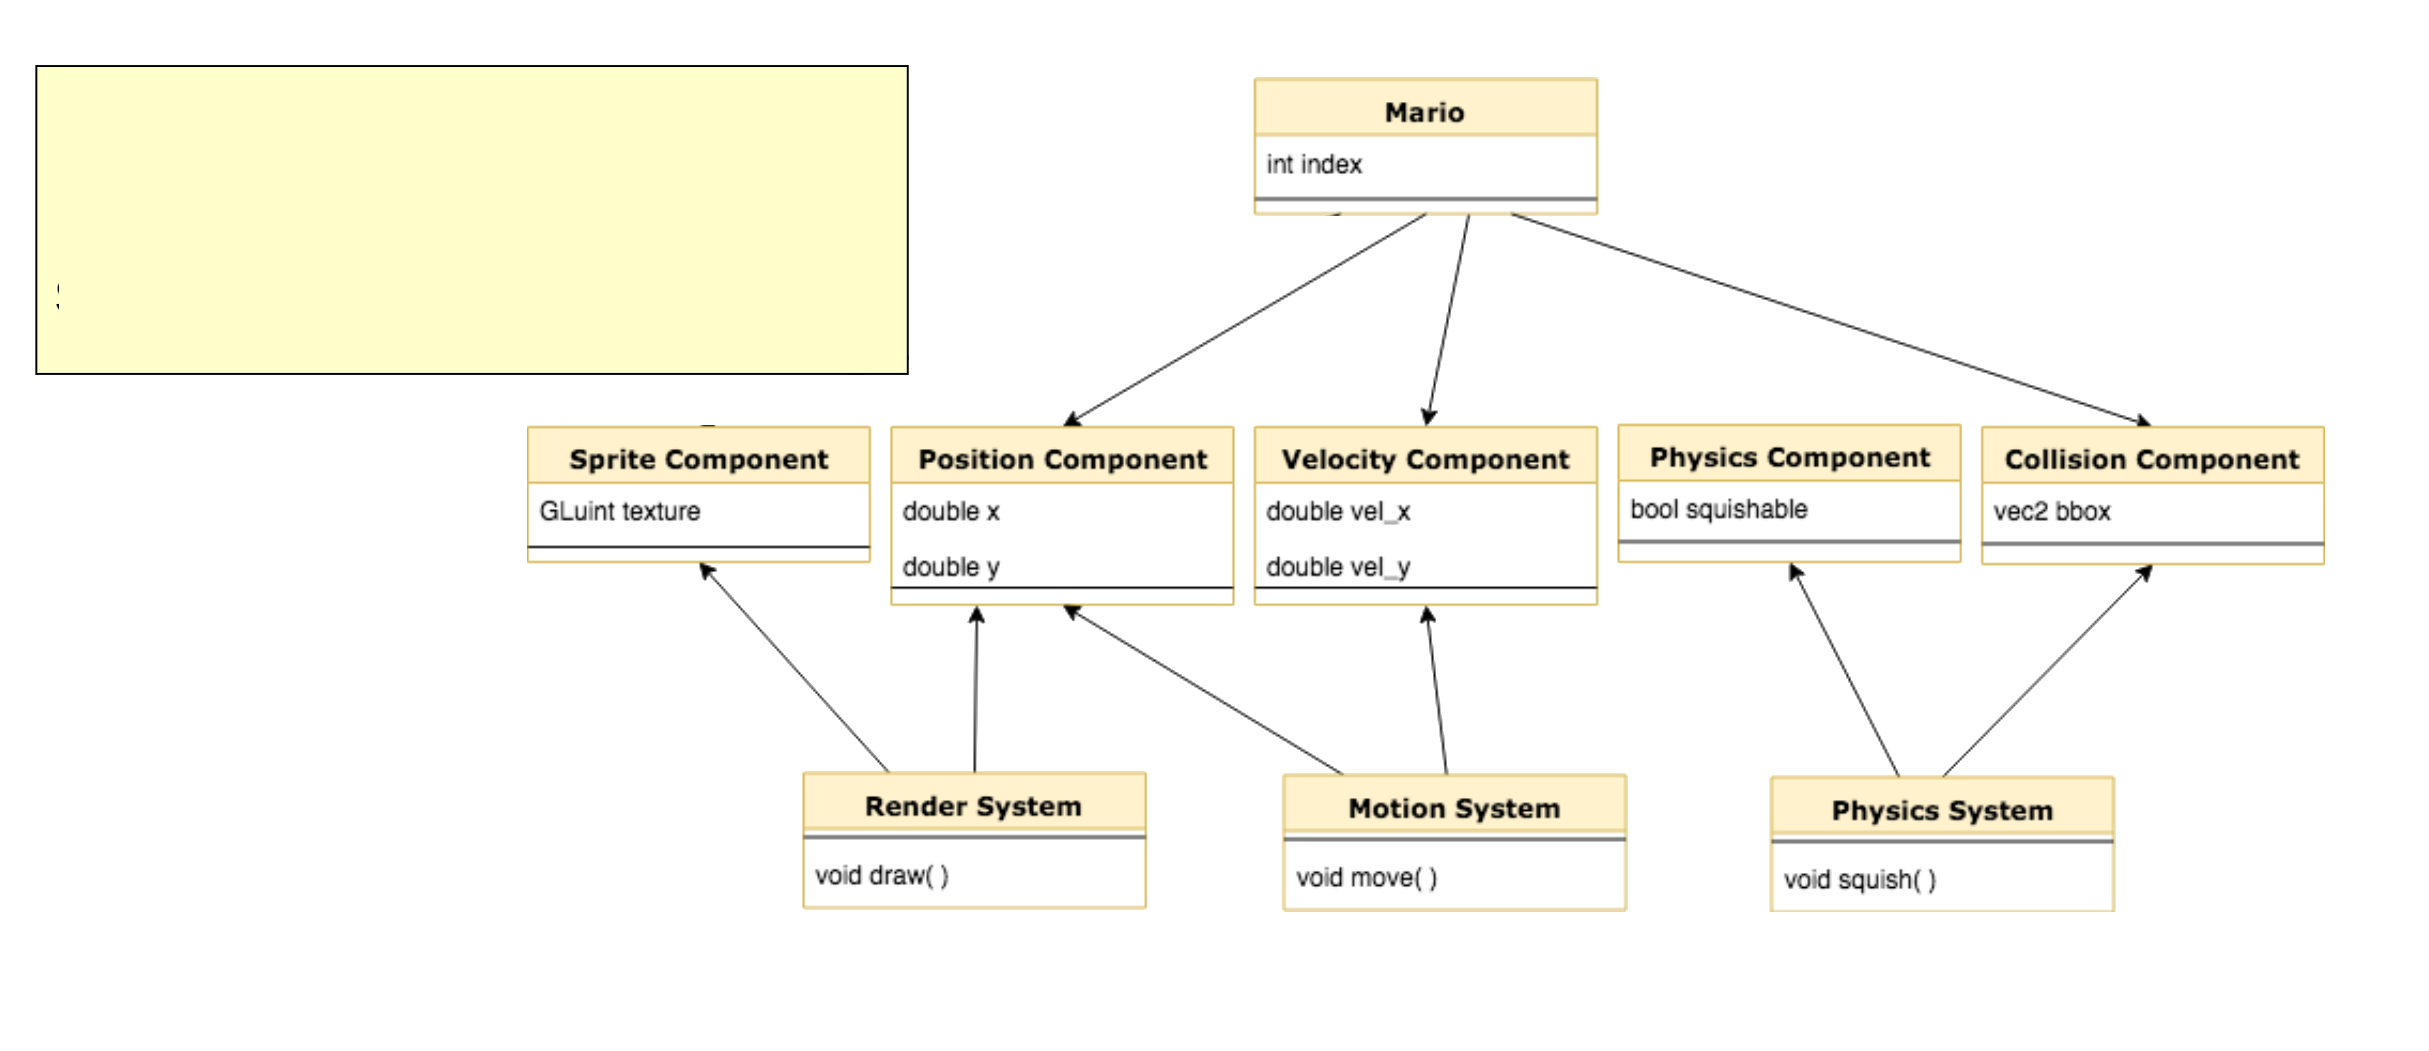 Mario
int index
Sprite Component
GLuint texture
Position Component
double x
double y
Velocity Component
double vel_x
double vel_y
Physics Component
bool squishable
Collision Component
vec2 bbox
Render System
void draw( )
Motion System
void move( )
Physics System
void squish( )